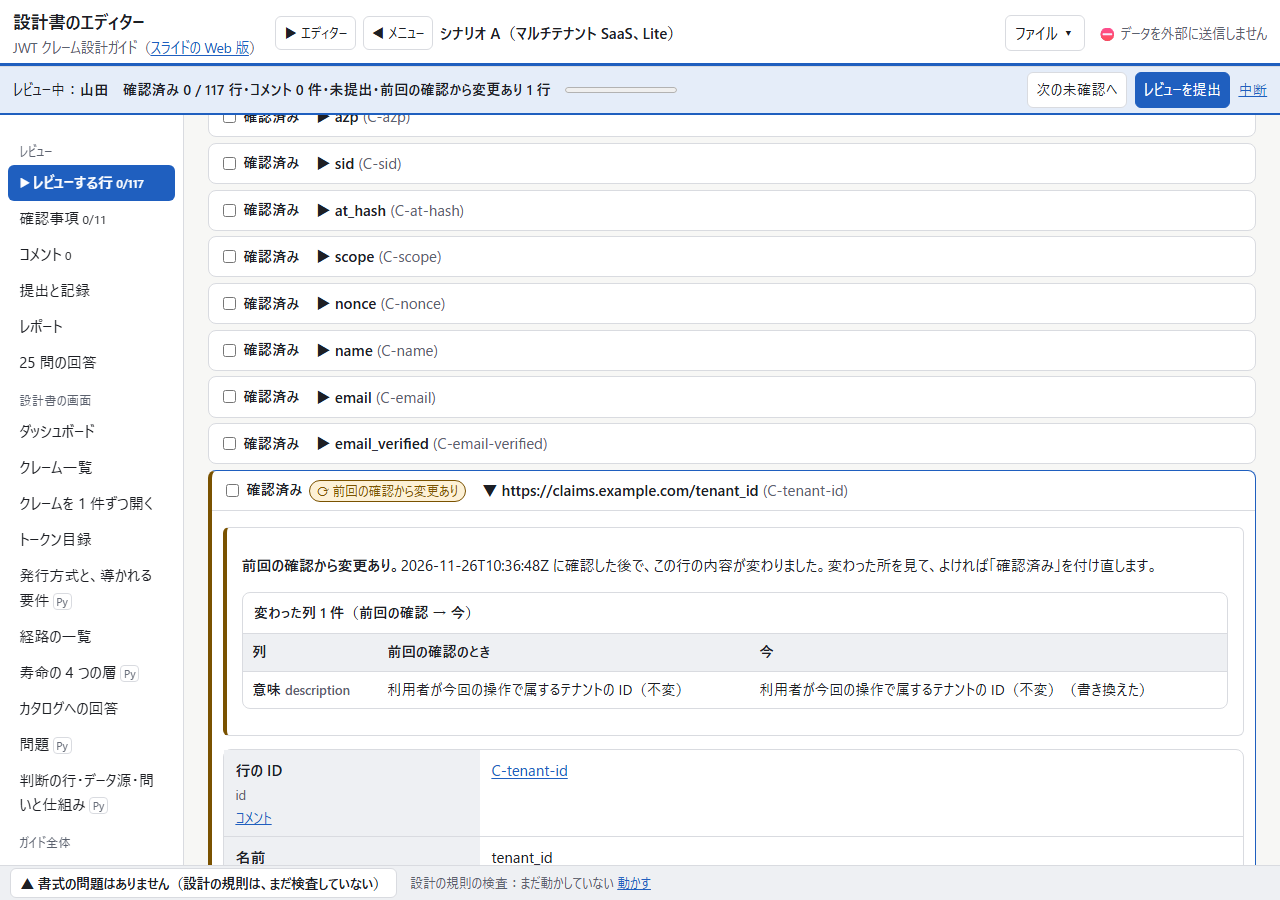 設計書のエディター
JWT クレーム設計ガイド（スライドの Web 版）
▶ エディター
◀ メニュー
シナリオ A（マルチテナント SaaS、Lite）
ファイル ▼
⛔ データを外部に送信しません
レビュー中：山田 確認済み 0 / 117 行・コメント 0 件・未提出・前回の確認から変更あり 1 行
次の未確認へ
レビューを提出
中断
レビュー
▶ レビューする行 0/117
確認事項 0/11
コメント 0
提出と記録
レポート
25 問の回答
設計書の画面
ダッシュボード
クレーム一覧
クレームを 1 件ずつ開く
トークン目録
発行方式と、導かれる
要件 Py
経路の一覧
寿命の 4 つの層 Py
カタログへの回答
問題 Py
判断の行・データ源・問
いと仕組み Py
ガイド全体
確認済み ▶ azp (C-azp)
確認済み ▶ sid (C-sid)
確認済み ▶ at_hash (C-at-hash)
確認済み ▶ scope (C-scope)
確認済み ▶ nonce (C-nonce)
確認済み ▶ name (C-name)
確認済み ▶ email (C-email)
確認済み ▶ email_verified (C-email-verified)
確認済み ⟳ 前回の確認から変更あり ▼ https://claims.example.com/tenant_id (C-tenant-id)
前回の確認から変更あり。2026-11-26T10:36:48Z に確認した後で、この行の内容が変わりました。変わった所を見て、よければ「確認済み」を付け直します。
変わった列 1 件（前回の確認 → 今）
列 前回の確認のとき 今
意味 description 利用者が今回の操作で属するテナントの ID（不変） 利用者が今回の操作で属するテナントの ID（不変）（書き換えた）
行の ID
id
コメント
C-tenant-id
名前 tenant_id
▲ 書式の問題はありません（設計の規則は、まだ検査していない）
設計の規則の検査：まだ動かしていない 動かす